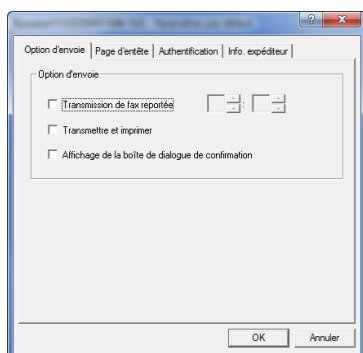 Option d'envoie Page d'entête Authentification Info. expéditeur
Option d'envoie
Transmission de fax reportée :
Transmettre et imprimer
Affichage de la boîte de dialogue de confirmation
OK Annuler